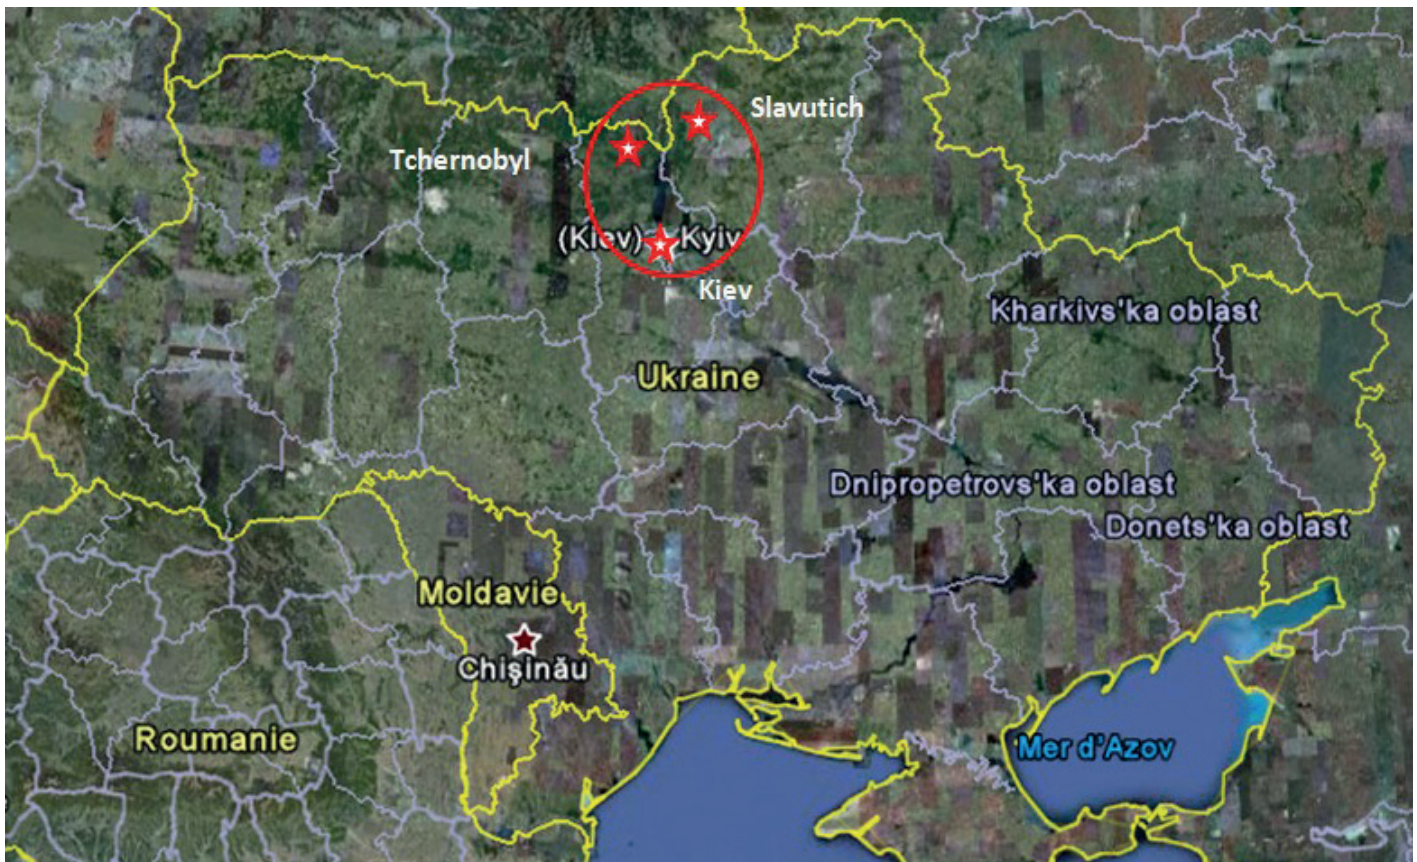 Slavutich
Tchernobyl
(Kiev) Kyiv
Kiev
Kharkivs'ka oblast
Ukraine
Dnipropetrovs'ka oblast
Donets'ka oblast
Moldavie
Chişinău
Roumanie
Mer d'Azov